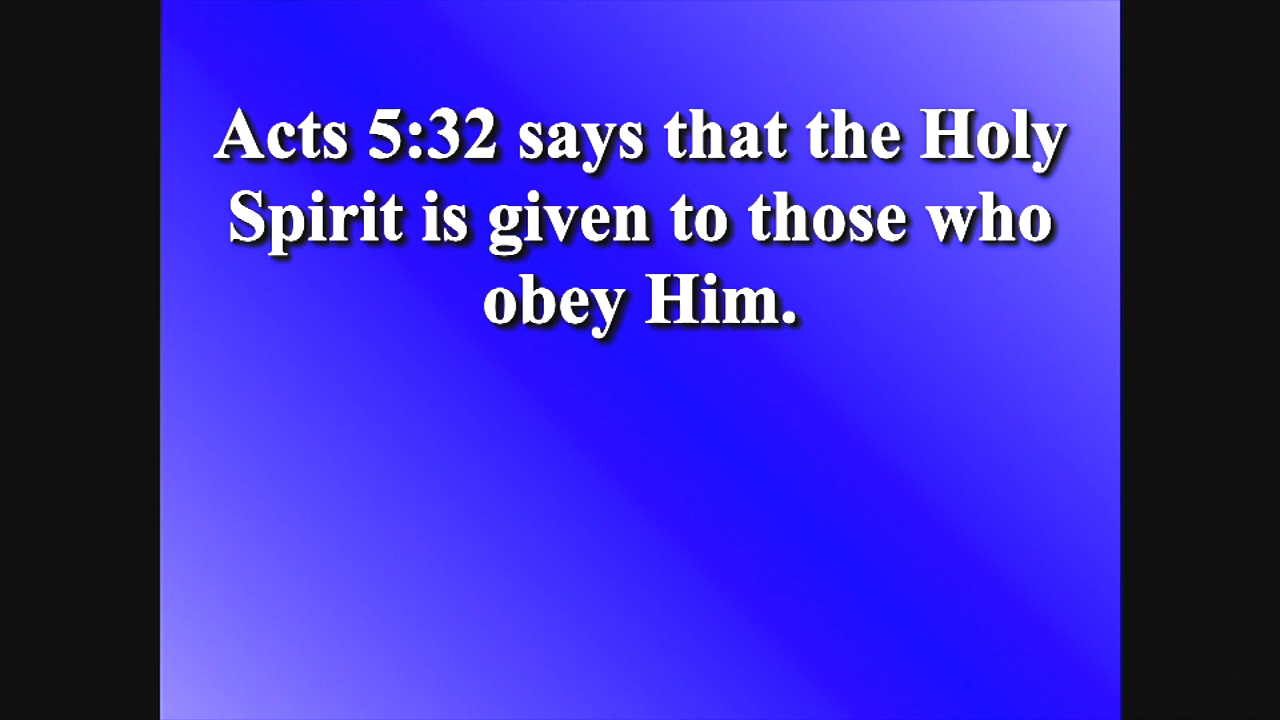 Acts 5:32 says that the Holy
Spirit is given to those who
obey Him.